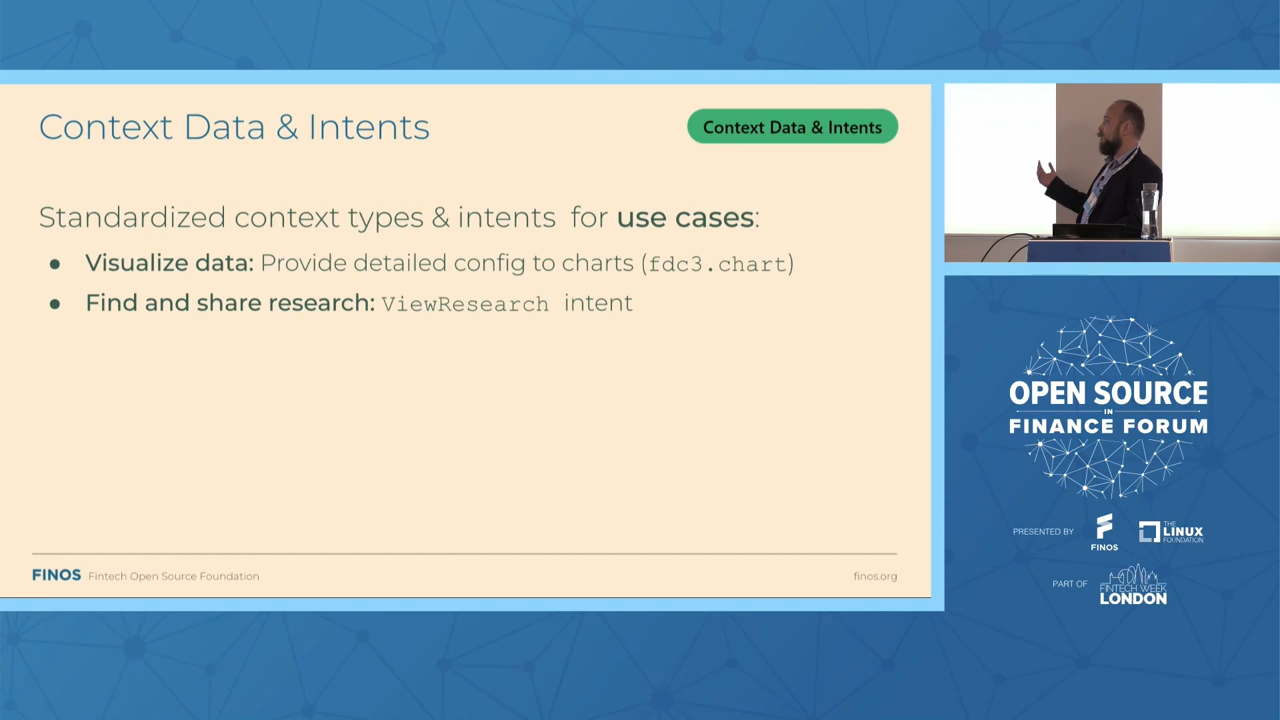 Context Data & Intents
Context Data & Intents
Standardized context types & intents for use cases:
● Visualize data: Provide detailed config to charts (fdc3.chart)
● Find and share research: ViewResearch intent
FINOS Fintech Open Source Foundation
finos.org
OPEN SOURCE
IN
FINANCE FORUM
PRESENTED BY
FINOS
THE
LINUX
FOUNDATION
PART OF
FINTECH WEEK
LONDON